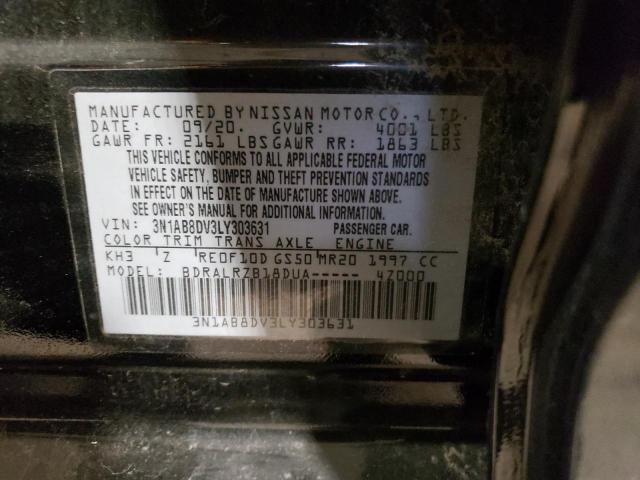 MANUFACTURED BY NISSAN MOTOR CO., LTD.
DATE: 09/20. GVWR: 4001 LBS
GAWR FR: 2161 LBS GAWR RR: 1863 LBS
THIS VEHICLE CONFORMS TO ALL APPLICABLE FEDERAL MOTOR
VEHICLE SAFETY, BUMPER AND THEFT PREVENTION STANDARDS
IN EFFECT ON THE DATE OF MANUFACTURE SHOWN ABOVE.
SEE OWNER'S MANUAL FOR ADDITIONAL INFORMATION.
VIN: 3N1AB8DV3LY303631 PASSENGER CAR.
COLOR TRIM TRANS AXLE ENGINE
KH3 Z RE0F10D GS50 MR20 1997 CC
MODEL: BDRALRZB18DUA----- 47000
3N1AB8DV3LY303631